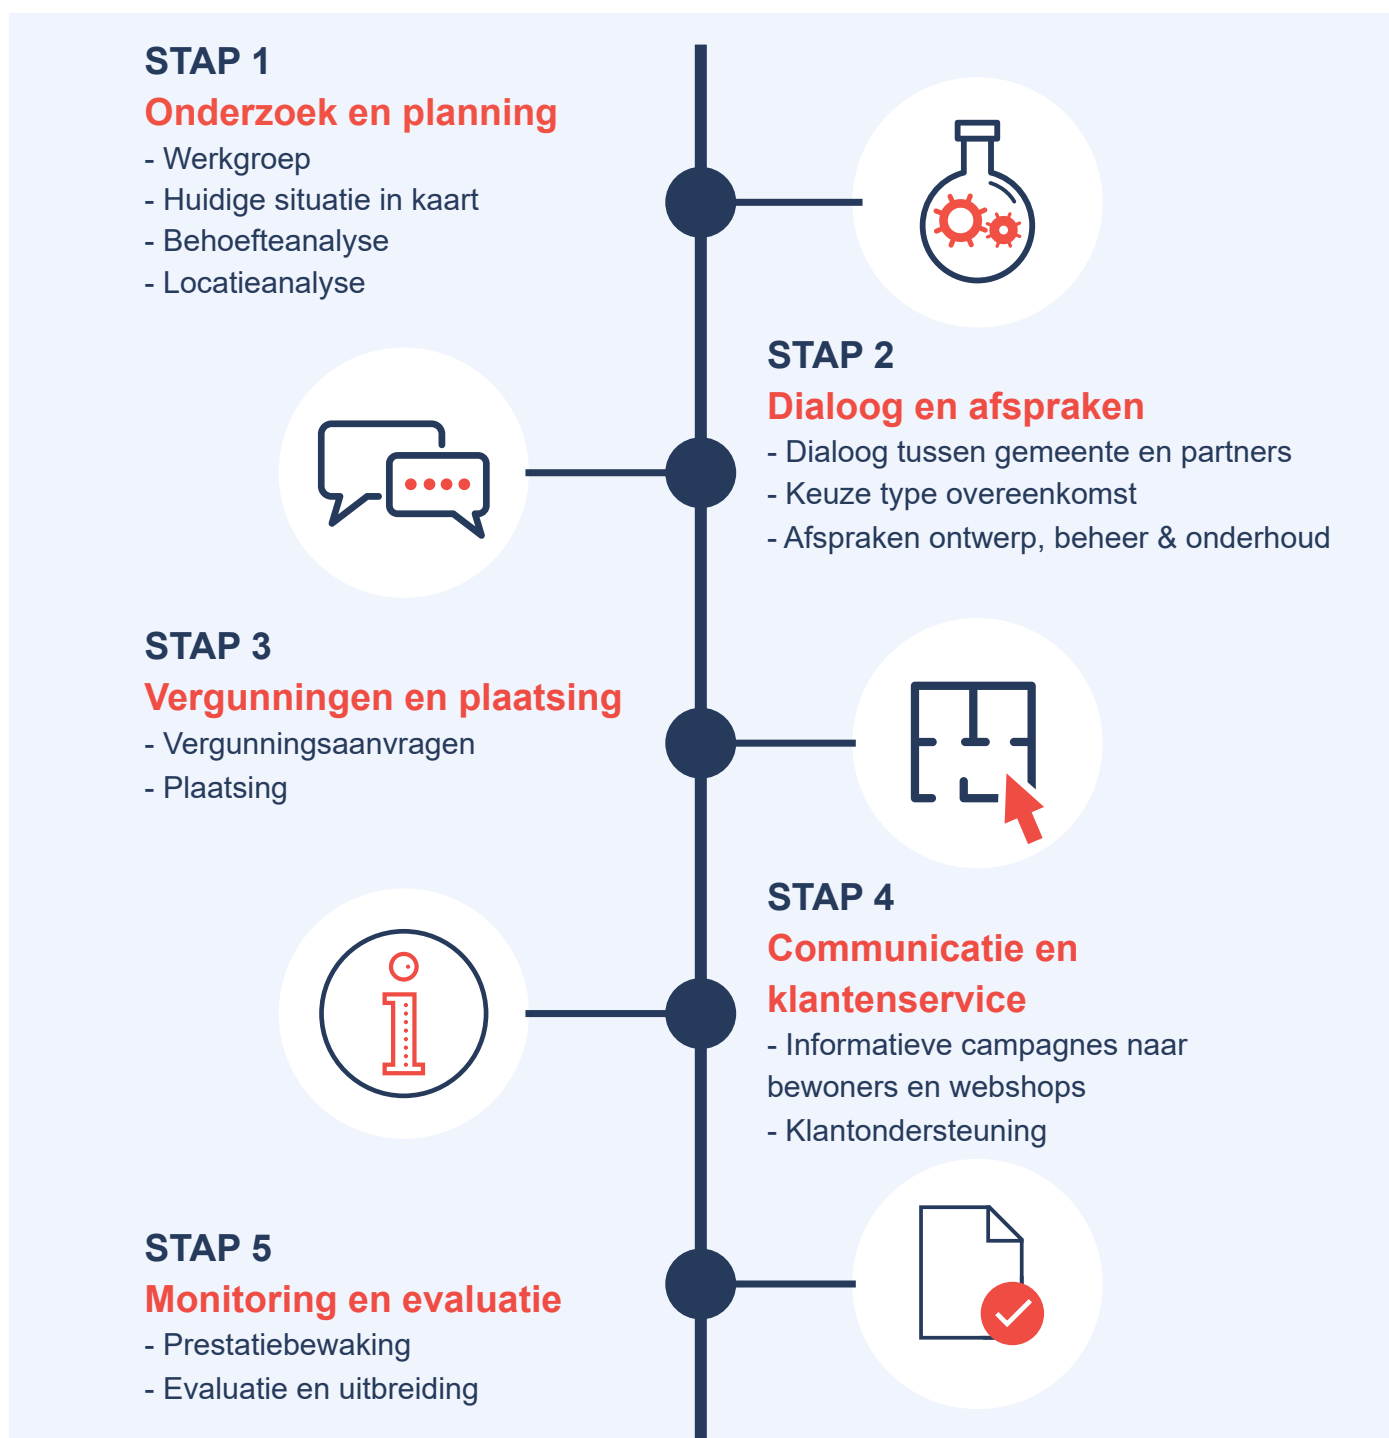 STAP 1
Onderzoek en planning
- Werkgroep
- Huidige situatie in kaart
- Behoefteanalyse
- Locatieanalyse
STAP 2
Dialoog en afspraken
- Dialoog tussen gemeente en partners
- Keuze type overeenkomst
- Afspraken ontwerp, beheer & onderhoud
STAP 3
Vergunningen en plaatsing
- Vergunningsaanvragen
- Plaatsing
STAP 4
Communicatie en
klantenservice
- Informatieve campagnes naar
bewoners en webshops
- Klantondersteuning
STAP 5
Monitoring en evaluatie
- Prestatiebewaking
- Evaluatie en uitbreiding